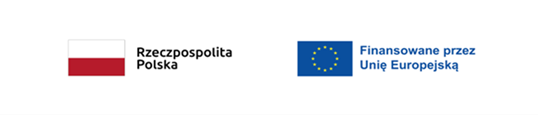 Rzeczpospolita
Polska
Finansowane przez
Unię Europejską